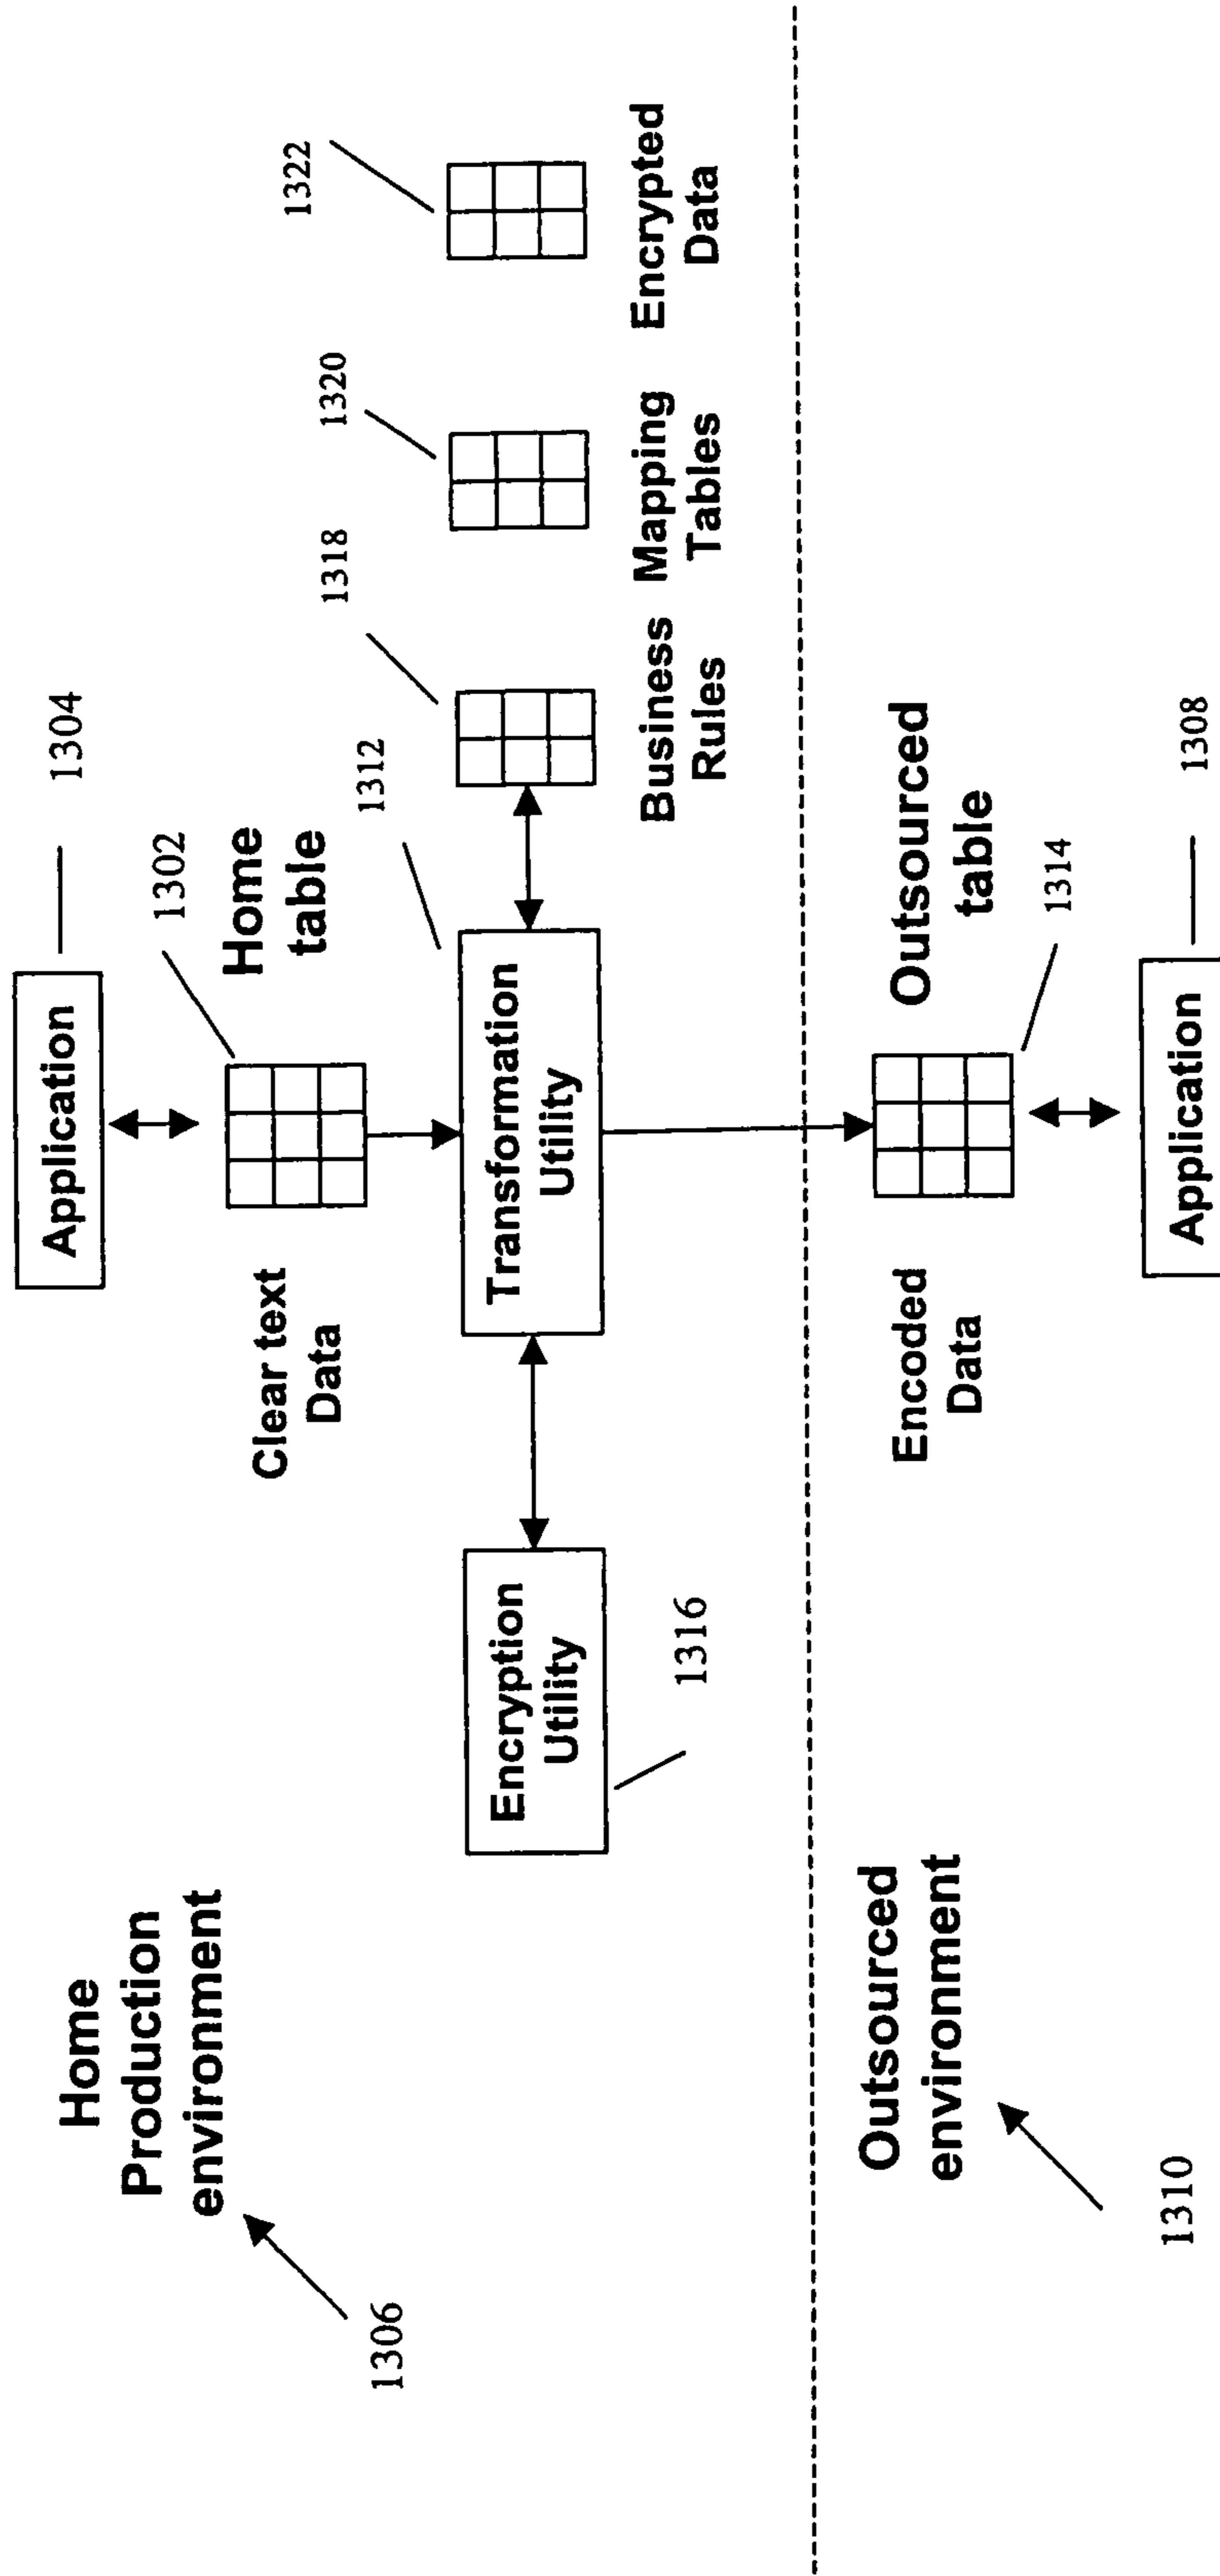 Home
Production
environment
1306
Application
1304
Clear text
Data
1302
Home
table
Encryption
Utility
1316
Transformation
Utility
1312
1318
Business
Rules
1320
Mapping
Tables
1322
Encrypted
Data
Outsourced
environment
1310
Encoded
Data
Outsourced
table
1314
Application
1308